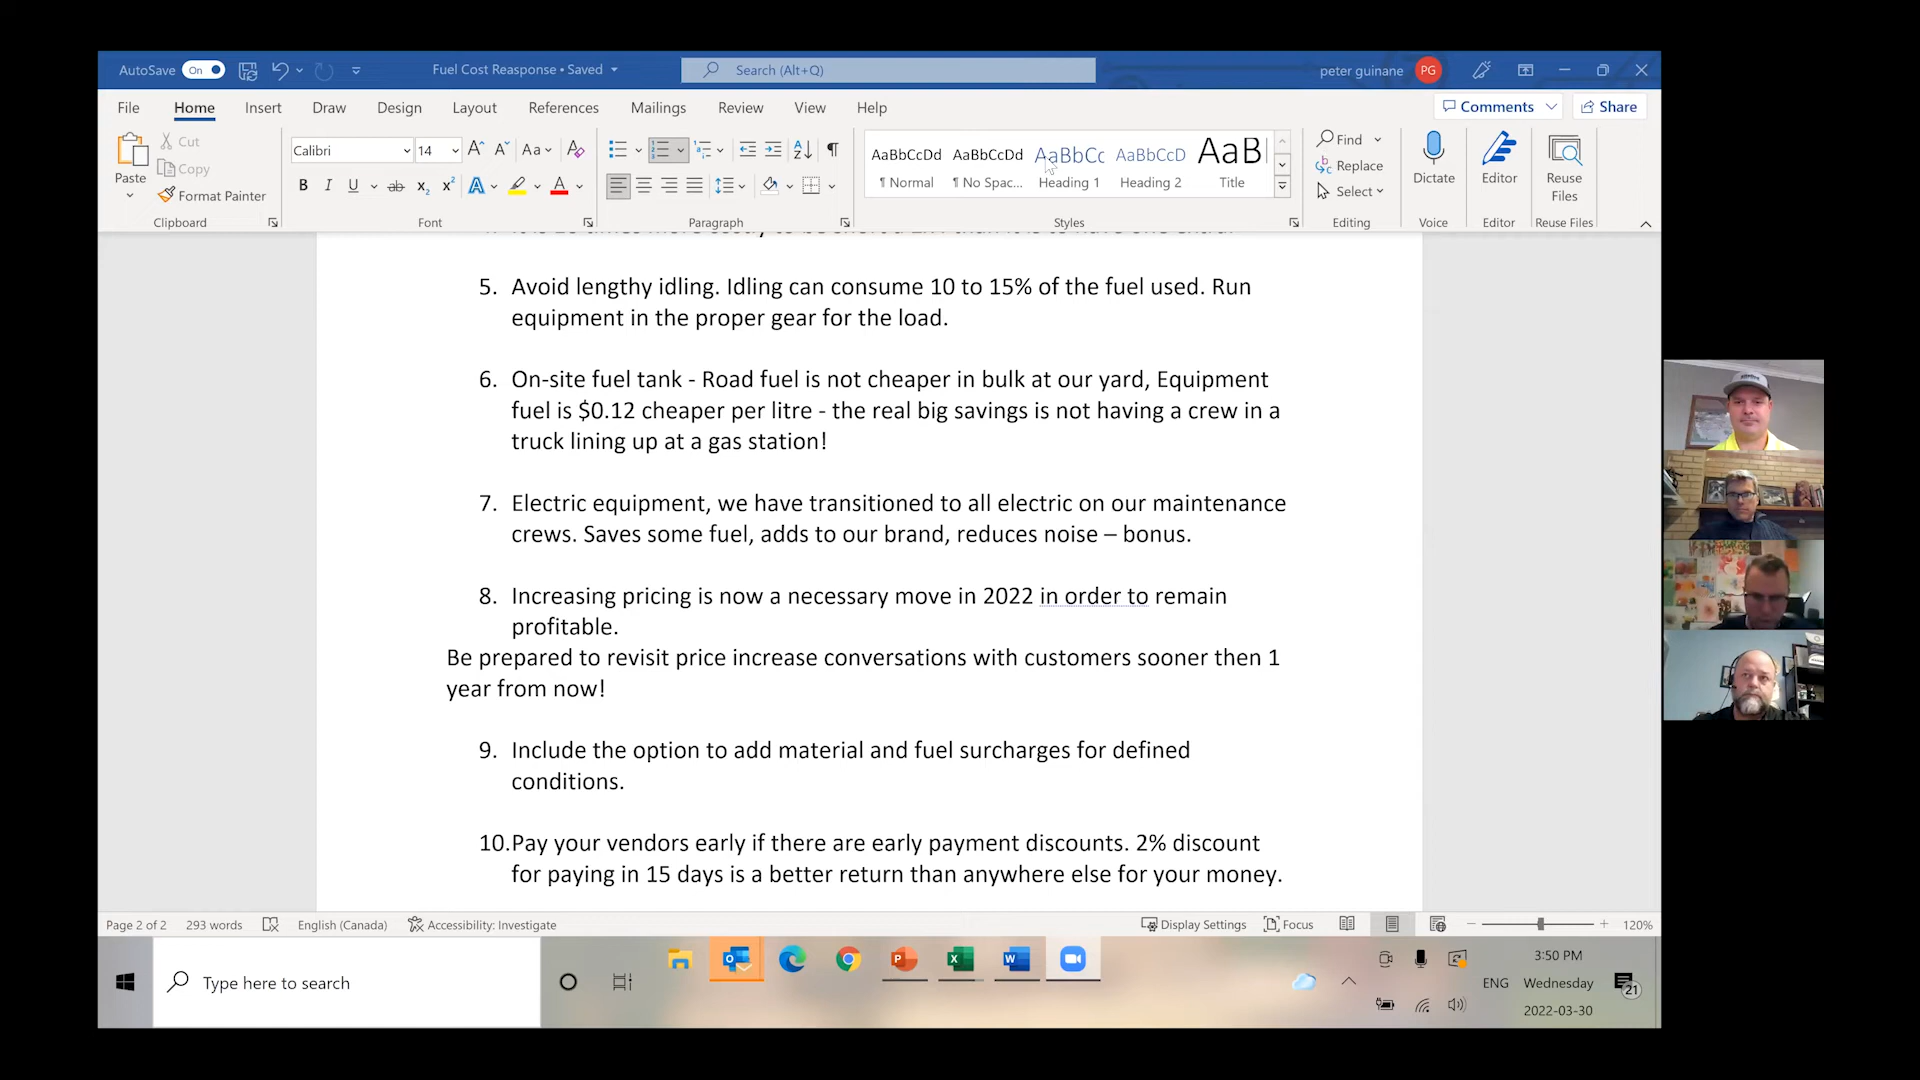 AutoSave On Fuel Cost Reasponse • Saved Search (Alt+Q) peter guinane PG
File Home Insert Draw Design Layout References Mailings Review View Help Comments Share
Paste Cut Copy Format Painter Clipboard
Calibri 14 Font
Paragraph
AaBbCcDd AaBbCcDd AaBbCc AaBbCcD AaB
¶ Normal ¶ No Spac... Heading 1 Heading 2 Title
Styles
Find Replace Select Editing
Dictate Voice
Editor Editor
Reuse Files Reuse Files
5. Avoid lengthy idling. Idling can consume 10 to 15% of the fuel used. Run
equipment in the proper gear for the load.
6. On-site fuel tank - Road fuel is not cheaper in bulk at our yard, Equipment
fuel is $0.12 cheaper per litre - the real big savings is not having a crew in a
truck lining up at a gas station!
7. Electric equipment, we have transitioned to all electric on our maintenance
crews. Saves some fuel, adds to our brand, reduces noise – bonus.
8. Increasing pricing is now a necessary move in 2022 in order to remain
profitable.
Be prepared to revisit price increase conversations with customers sooner then 1
year from now!
9. Include the option to add material and fuel surcharges for defined
conditions.
10. Pay your vendors early if there are early payment discounts. 2% discount
for paying in 15 days is a better return than anywhere else for your money.
Page 2 of 2 293 words English (Canada) Accessibility: Investigate Display Settings Focus 120%
Type here to search
ENG
3:50 PM
Wednesday
2022-03-30
21